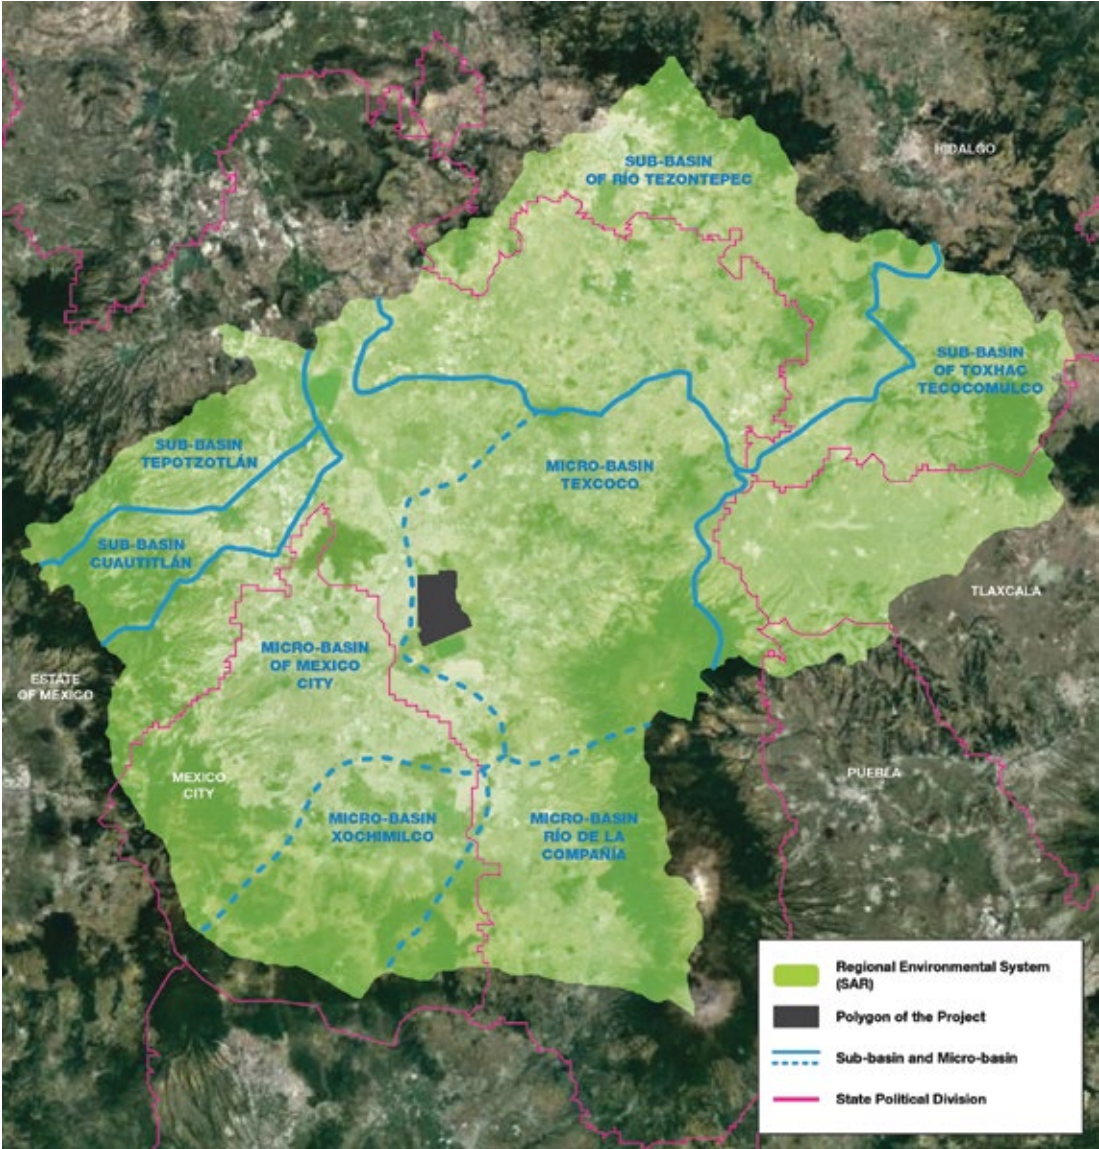 HIDALGO
SUB-BASIN
OF RÍO TEZONTEPEC
SUB-BASIN
OF TOXHAC
TECOCOMULCO
SUB-BASIN
TEPOTZOTLÁN
MICRO-BASIN
TEXCOCO
SUB-BASIN
CUAUTITLÁN
TLAXCALA
MICRO-BASIN
OF MEXICO
CITY
ESTATE
OF MÉXICO
MEXICO
CITY
PUEBLA
MICRO-BASIN
XOCHIMILCO
MICRO-BASIN
RÍO DE LA
COMPAÑÍA
Regional Environmental System
(SAR)
Polygon of the Project
Sub-basin and Micro-basin
State Political Division